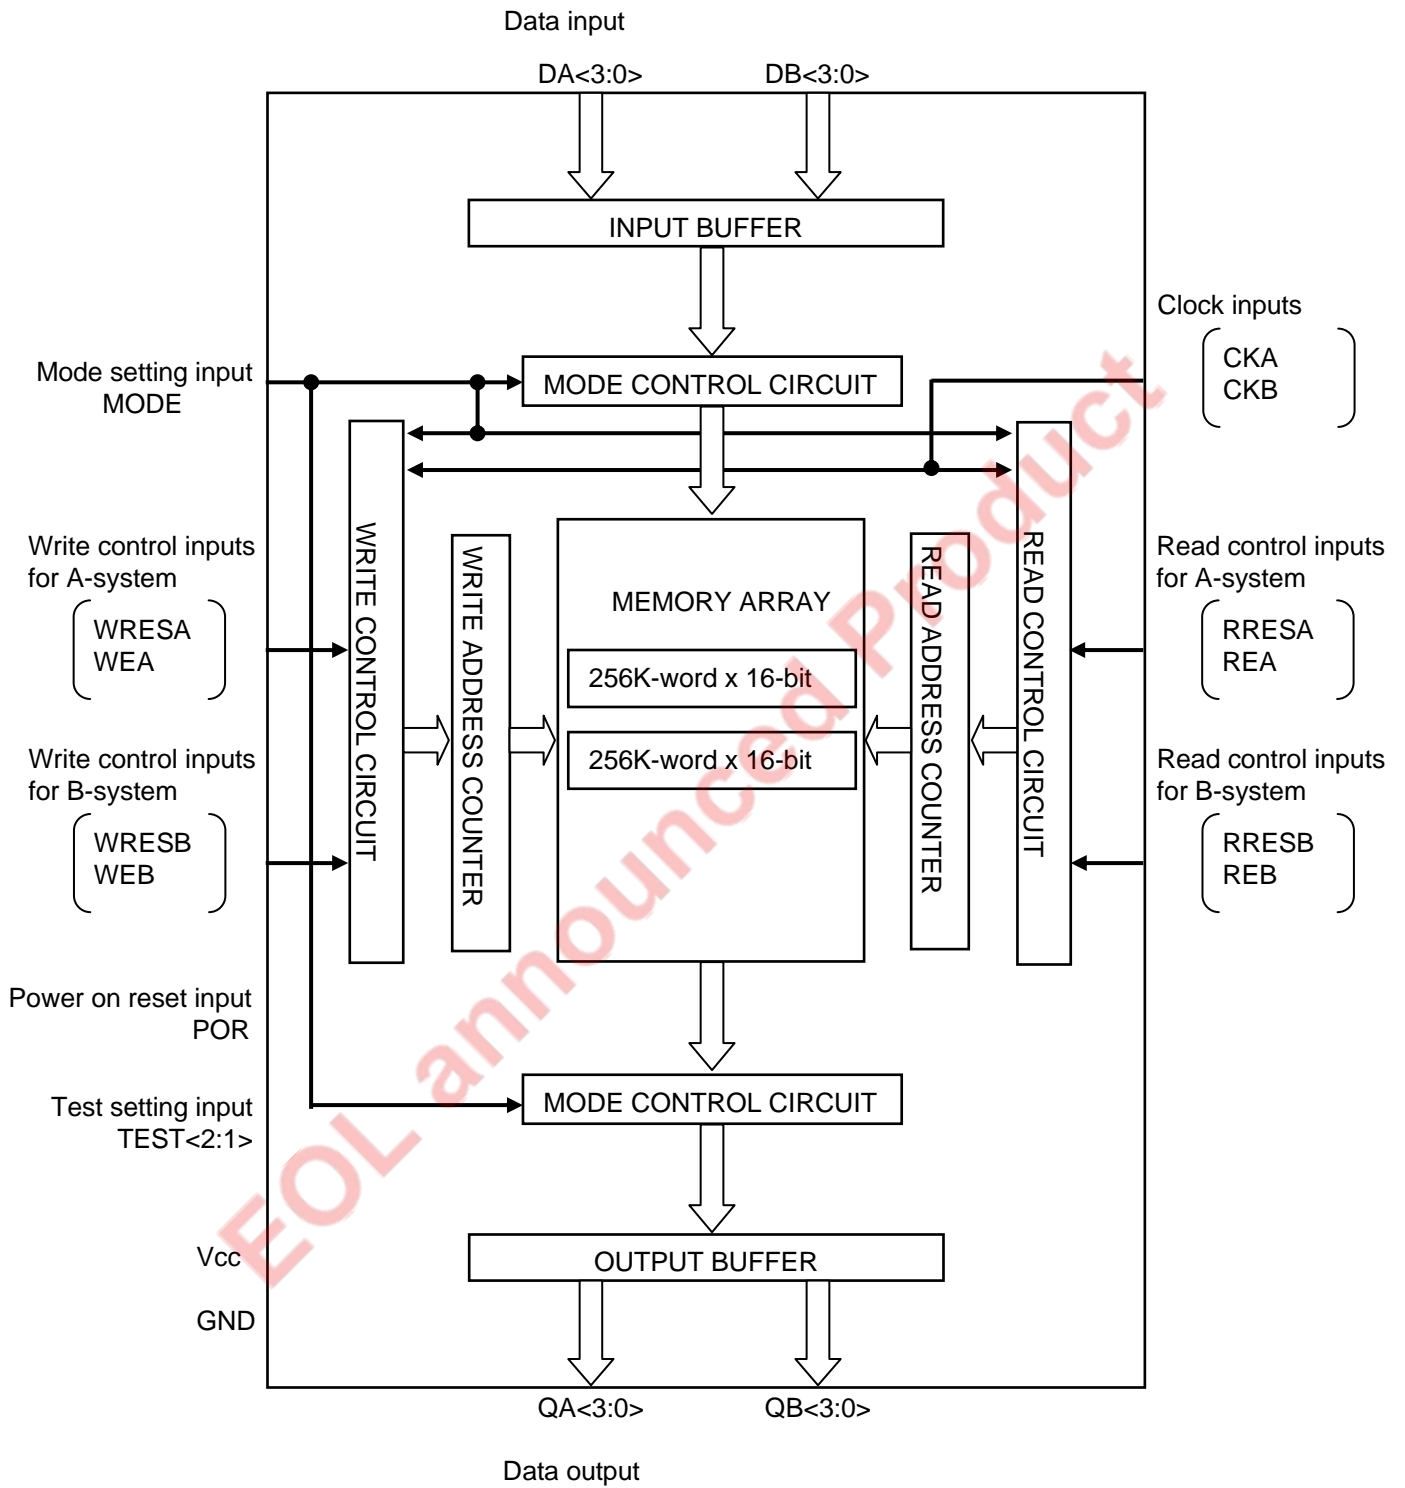 Data input
DA<3:0>
DB<3:0>
INPUT BUFFER
Clock inputs
CKA
CKB
Mode setting input
MODE
MODE CONTROL CIRCUIT
Write control inputs
for A-system
WRESA
WEA
Write control inputs
for B-system
WRESB
WEB
WRITE CONTROL CIRCUIT
WRITE ADDRESS COUNTER
MEMORY ARRAY
256K-word x 16-bit
256K-word x 16-bit
READ ADDRESS COUNTER
READ CONTROL CIRCUIT
Read control inputs
for A-system
RRESA
REA
Read control inputs
for B-system
RRESB
REB
Power on reset input
POR
Test setting input
TEST<2:1>
MODE CONTROL CIRCUIT
Vcc
GND
OUTPUT BUFFER
QA<3:0>
QB<3:0>
Data output
EOL announced Product